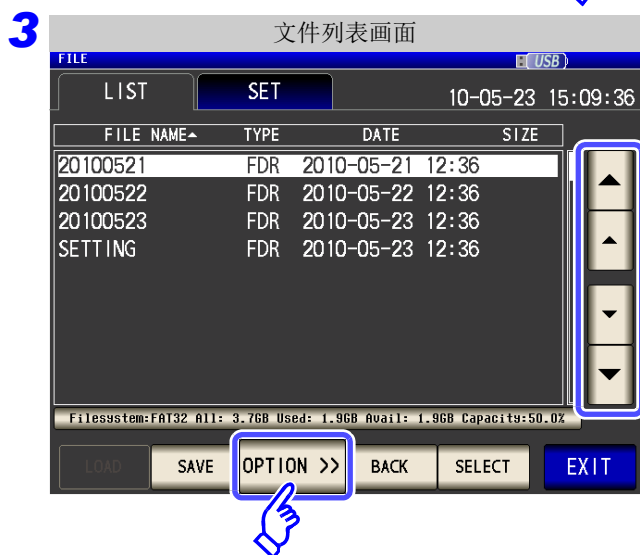 3
文件列表画面
FILE USB
LIST SET 10-05-23 15:09:36
FILE NAME TYPE DATE SIZE
20100521 FDR 2010-05-21 12:36
20100522 FDR 2010-05-22 12:36
20100523 FDR 2010-05-23 12:36
SETTING FDR 2010-05-23 12:36
Filesystem:FAT32 All: 3.7GB Used: 1.9GB Avail: 1.9GB Capacity:50.0%
LOAD SAVE OPTION >> BACK SELECT EXIT